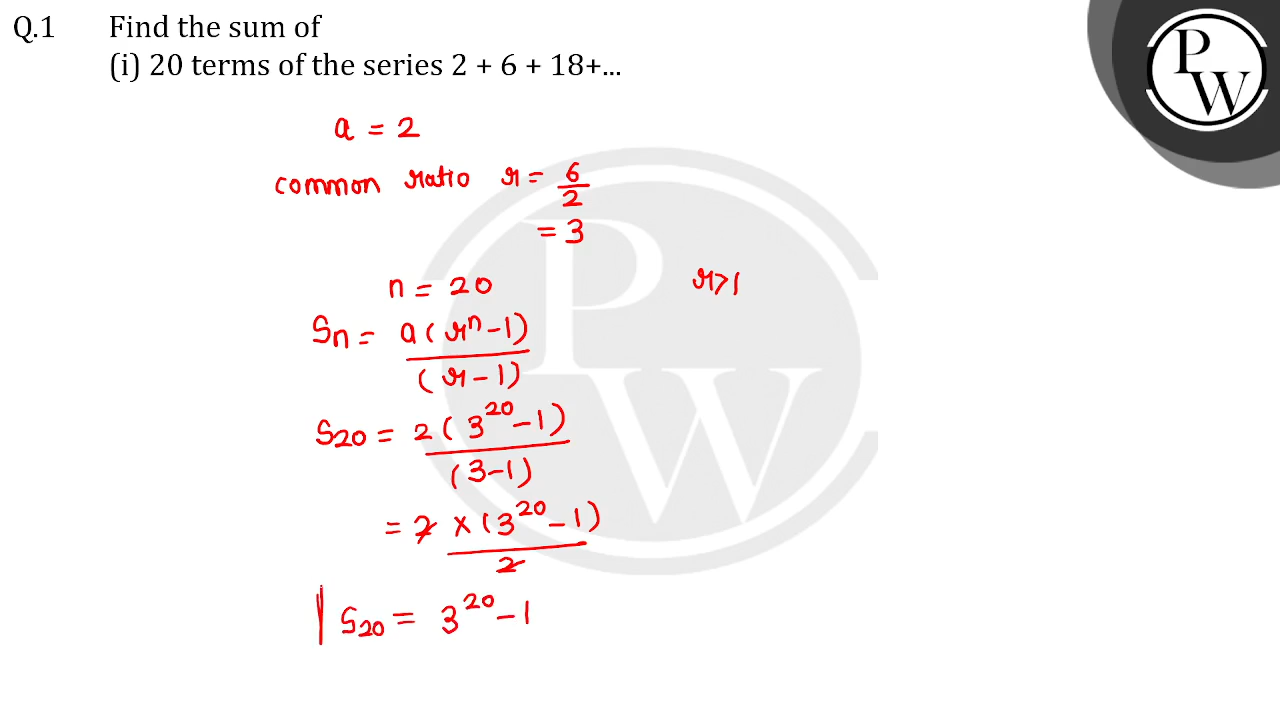 Q.1 Find the sum of
(i) 20 terms of the series 2 + 6 + 18+...
PW
a = 2
common ratio r = 6/2
= 3
n = 20 r>1
Sn = a(r^n-1)/(r-1)
S20 = 2(3^20-1)/(3-1)
= 2 x (3^20-1)/2
S20 = 3^20-1
PW